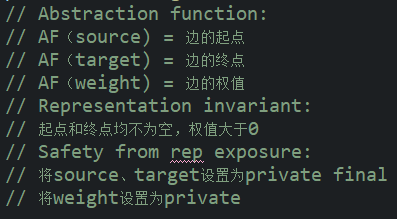 // Abstraction function:
// AF（source) = 边的起点
// AF（target) = 边的终点
// AF（weight) = 边的权值
// Representation invariant:
// 起点和终点均不为空，权值大于0
// Safety from rep exposure:
// 将source、target设置为private final
// 将weight设置为private